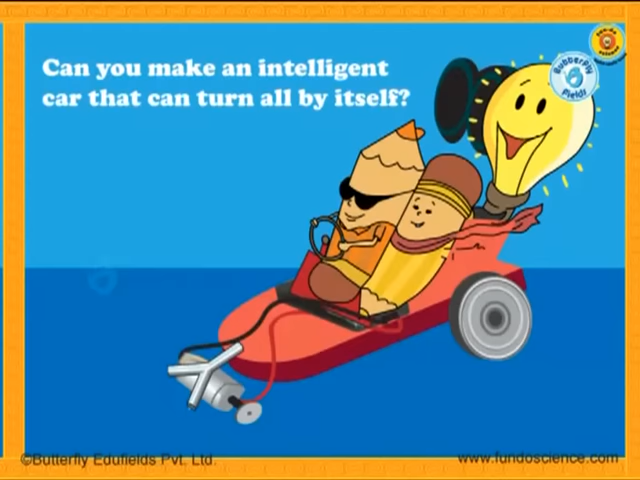 Can you make an intelligent
car that can turn all by itself?
Butterfly
Fields
©Butterfly Edufields Pvt. Ltd.
www.fundoscience.com